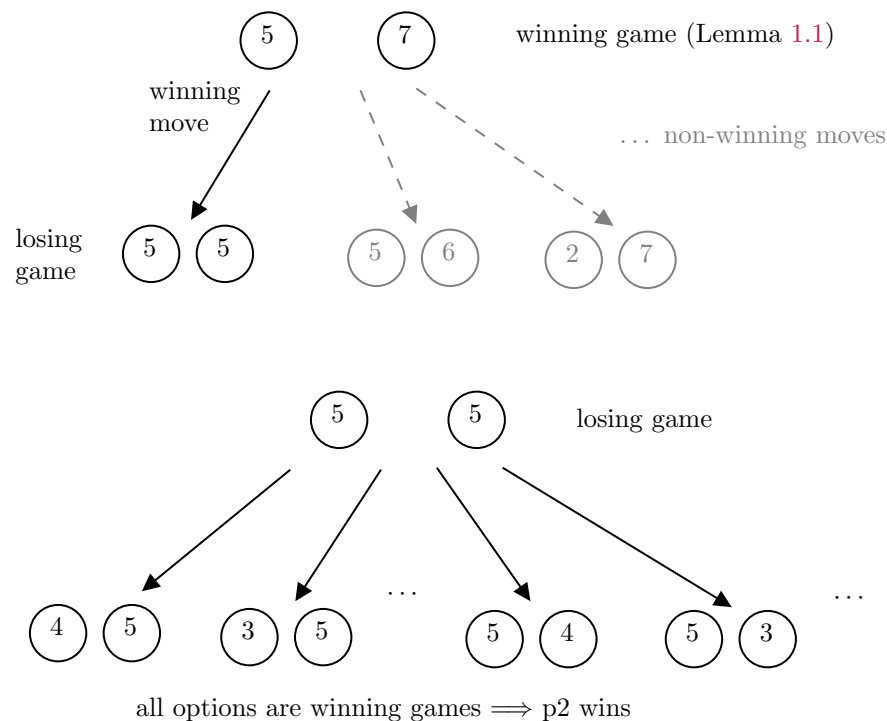 5 7 winning game (Lemma 1.1)
winning
move
... non-winning moves
losing
game
5 5 5 6 2 7
5 5 losing game
...
...
4 5 3 5 5 4 5 3
all options are winning games ⟹ p2 wins